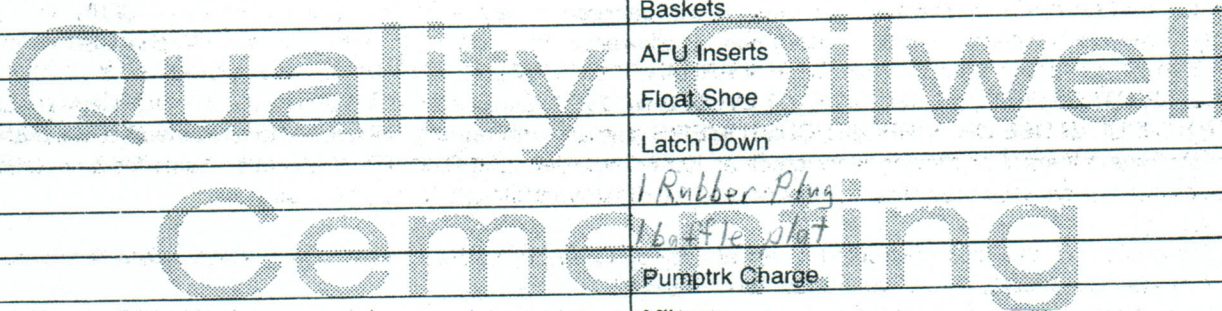 Baskets
Quality Oilwell
AFU Inserts
Float Shoe
Latch Down
1 Rubber Plug
1 baffle plat
Cementing
Pumptrk Charge